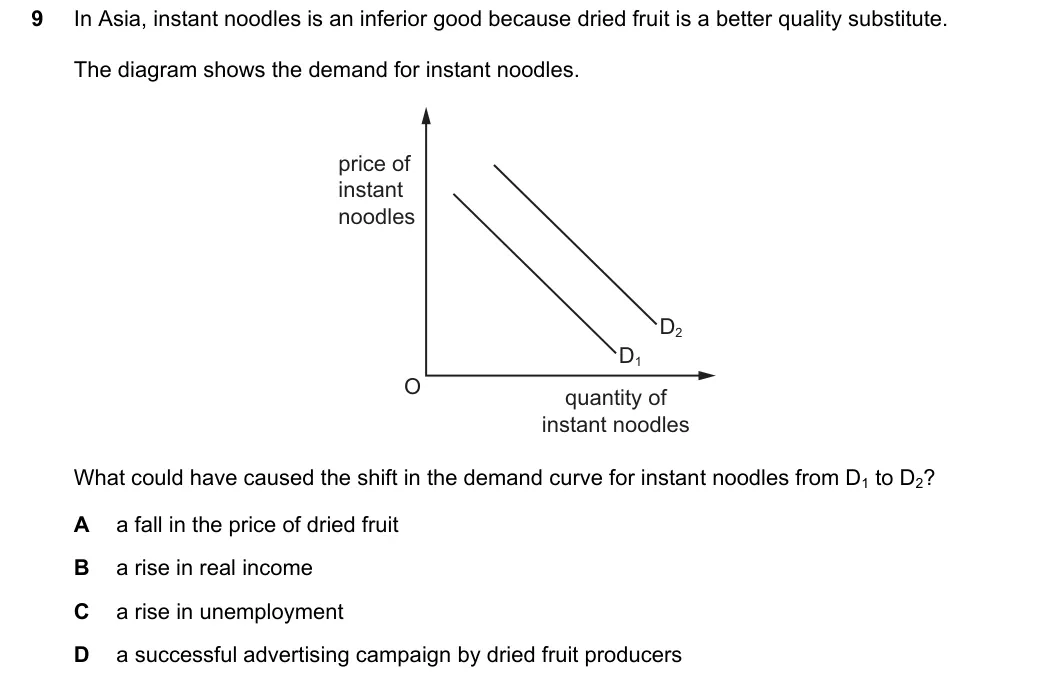 9 In Asia, instant noodles is an inferior good because dried fruit is a better quality substitute.
The diagram shows the demand for instant noodles.
price of
instant
noodles
D₂
D₁
O
quantity of
instant noodles
What could have caused the shift in the demand curve for instant noodles from D₁ to D₂?
A a fall in the price of dried fruit
B a rise in real income
C a rise in unemployment
D a successful advertising campaign by dried fruit producers